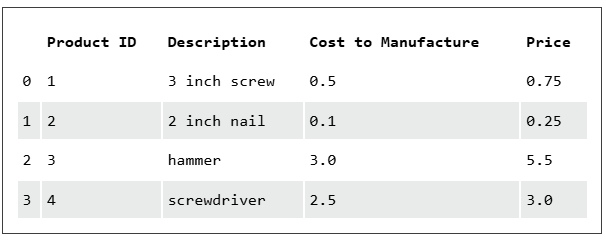 Product ID Description Cost to Manufacture Price
0 1 3 inch screw 0.5 0.75
1 2 2 inch nail 0.1 0.25
2 3 hammer 3.0 5.5
3 4 screwdriver 2.5 3.0